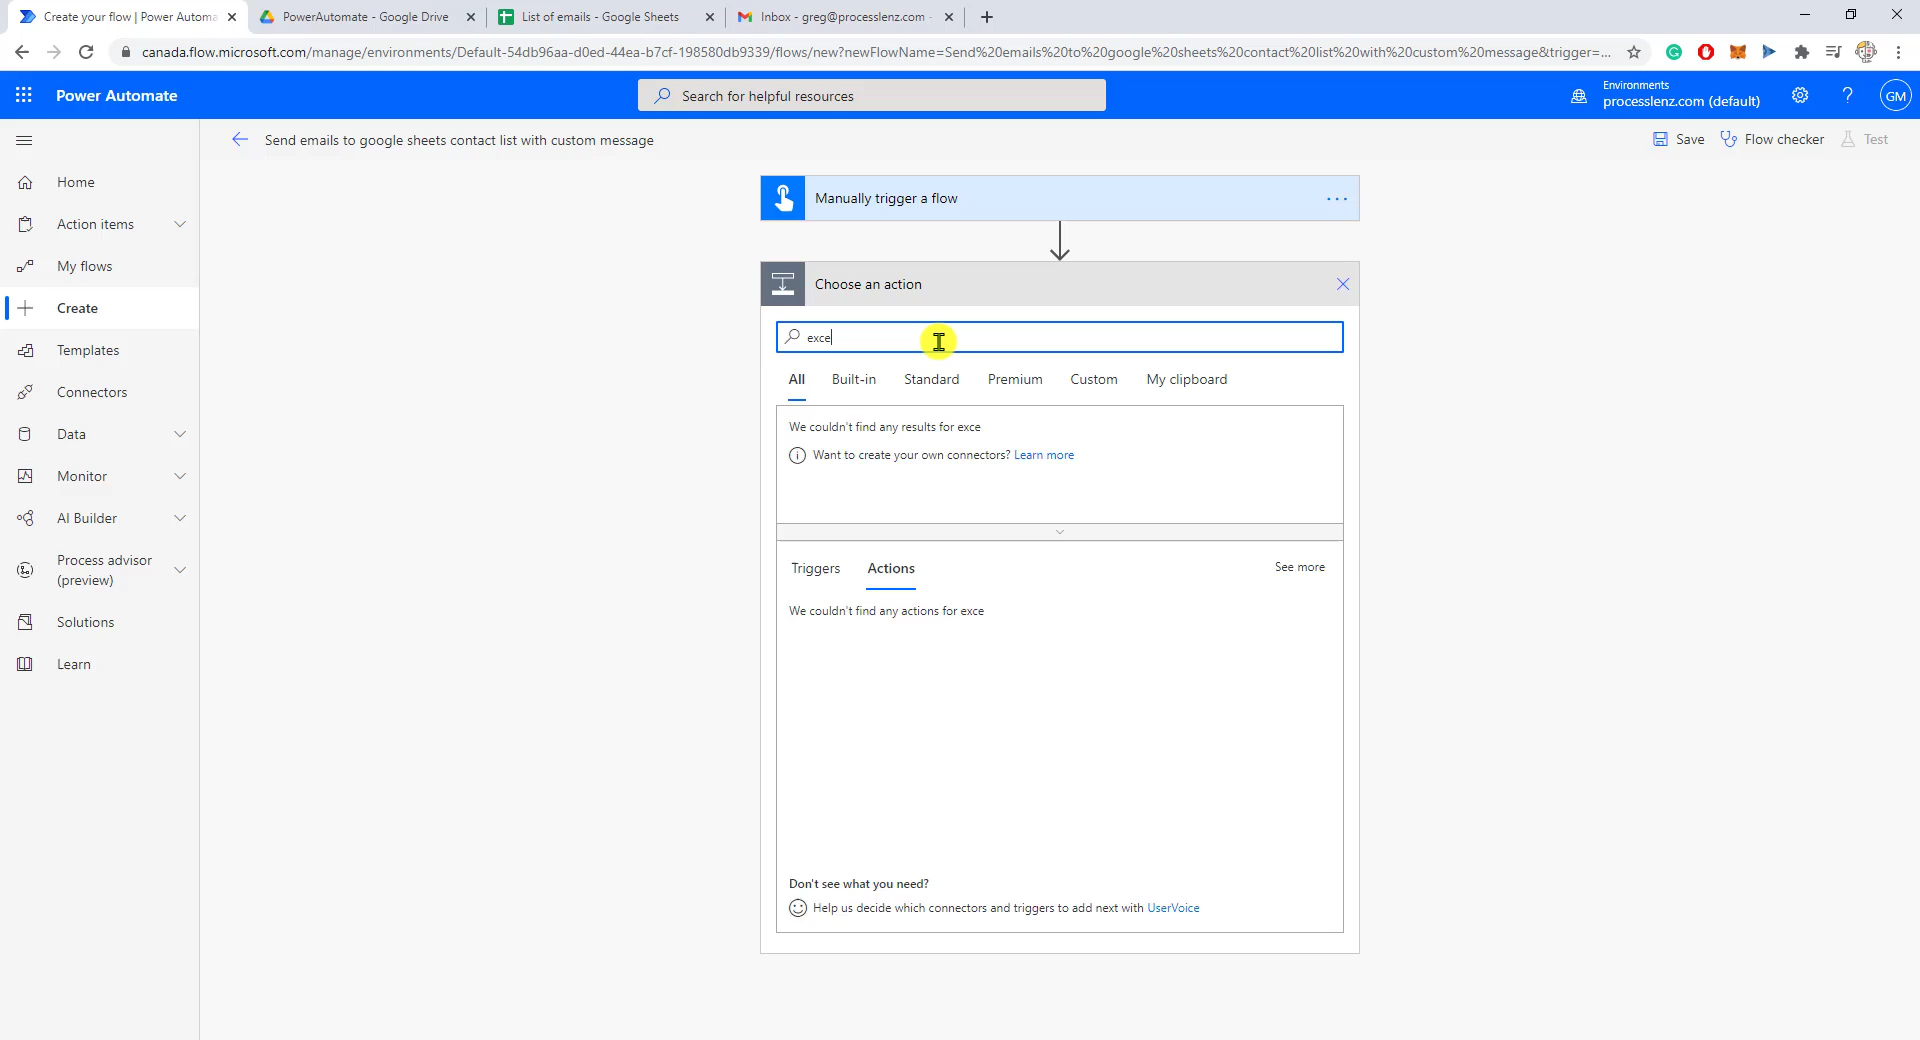 Create your flow | Power Automa
PowerAutomate - Google Drive
List of emails - Google Sheets
Inbox - greg@processlenz.com -
canada.flow.microsoft.com/manage/environments/Default-54db96aa-d0ed-44ea-b7cf-198580db9339/flows/new?newFlowName=Send%20emails%20to%20google%20sheets%20contact%20list%20with%20custom%20message&trigger=...
Power Automate
Search for helpful resources
Environments
processlenz.com (default)
?
GM
Send emails to google sheets contact list with custom message
Save
Flow checker
Test
Home
Action items
My flows
Create
Templates
Connectors
Data
Monitor
AI Builder
Process advisor
(preview)
Solutions
Learn
Manually trigger a flow
Choose an action
exce
All
Built-in
Standard
Premium
Custom
My clipboard
We couldn't find any results for exce
Want to create your own connectors? Learn more
Triggers
Actions
See more
We couldn't find any actions for exce
Don't see what you need?
Help us decide which connectors and triggers to add next with UserVoice